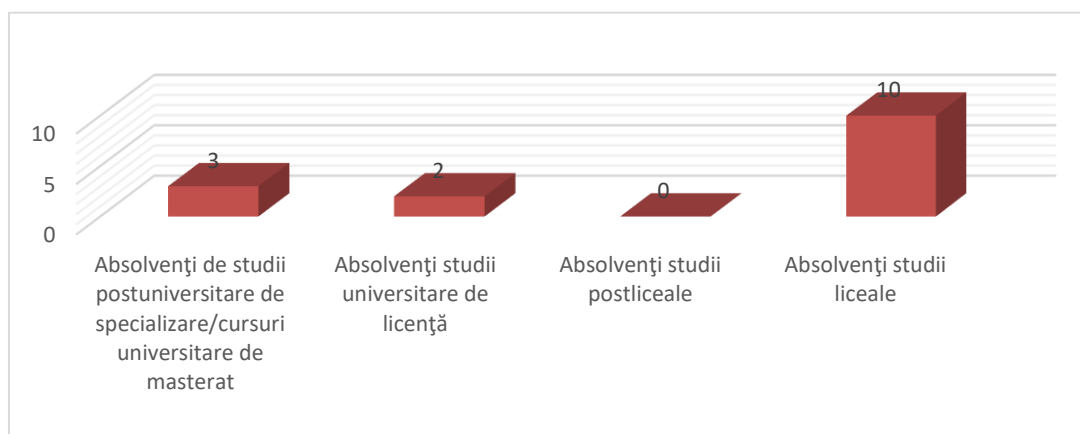 10
5
0
3
2
0
10
Absolvenţi de studii
postuniversitare de
specializare/cursuri
universitare de
masterat
Absolvenţi studii
universitare de
licenţă
Absolvenţi studii
postliceale
Absolvenţi studii
liceale